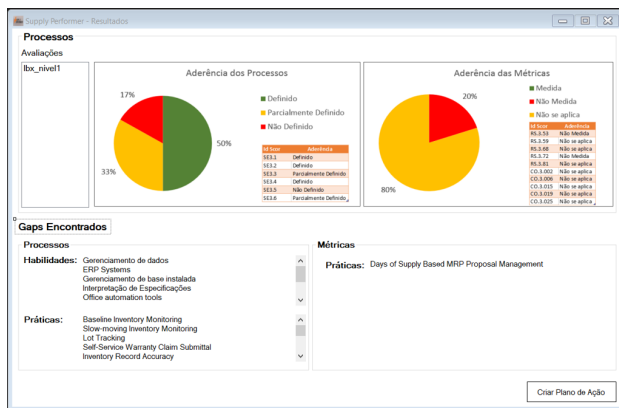 Supply Performer - Resultados
Processos
Avaliações
lbx_nivel1
Aderência dos Processos
17%
50%
33%
Definido
Parcialmente Definido
Não Definido
Id Scor Aderência
SE3.1 Definido
SE3.2 Definido
SE3.3 Parcialmente Definido
SE3.4 Definido
SE3.5 Não Definido
SE3.6 Parcialmente Definido
Aderência das Métricas
20%
80%
Medida
Não Medida
Não se aplica
Id Scor Aderência
RS.3.53 Não Medida
RS.3.59 Não se aplica
RS.3.68 Não se aplica
RS.3.72 Não Medida
RS.3.81 Não se aplica
CO.3.002 Não se aplica
CO.3.006 Não se aplica
CO.3.015 Não se aplica
CO.3.019 Não se aplica
CO.3.025 Não se aplica
Gaps Encontrados
Processos
Habilidades: Gerenciamento de dados
ERP Systems
Gerenciamento de base instalada
Interpretação de Especificações
Office automation tools
Práticas: Baseline Inventory Monitoring
Slow-moving Inventory Monitoring
Lot Tracking
Self-Service Warranty Claim Submittal
Inventory Record Accuracy
Métricas
Práticas: Days of Supply Based MRP Proposal Management
Criar Plano de Ação